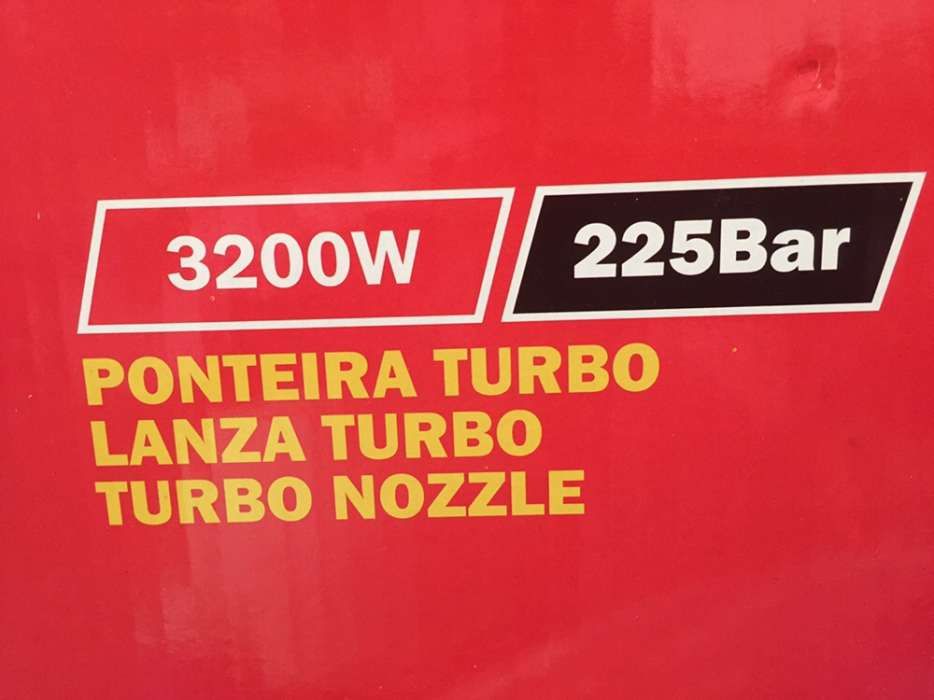 3200W 225Bar
PONTEIRA TURBO
LANZA TURBO
TURBO NOZZLE